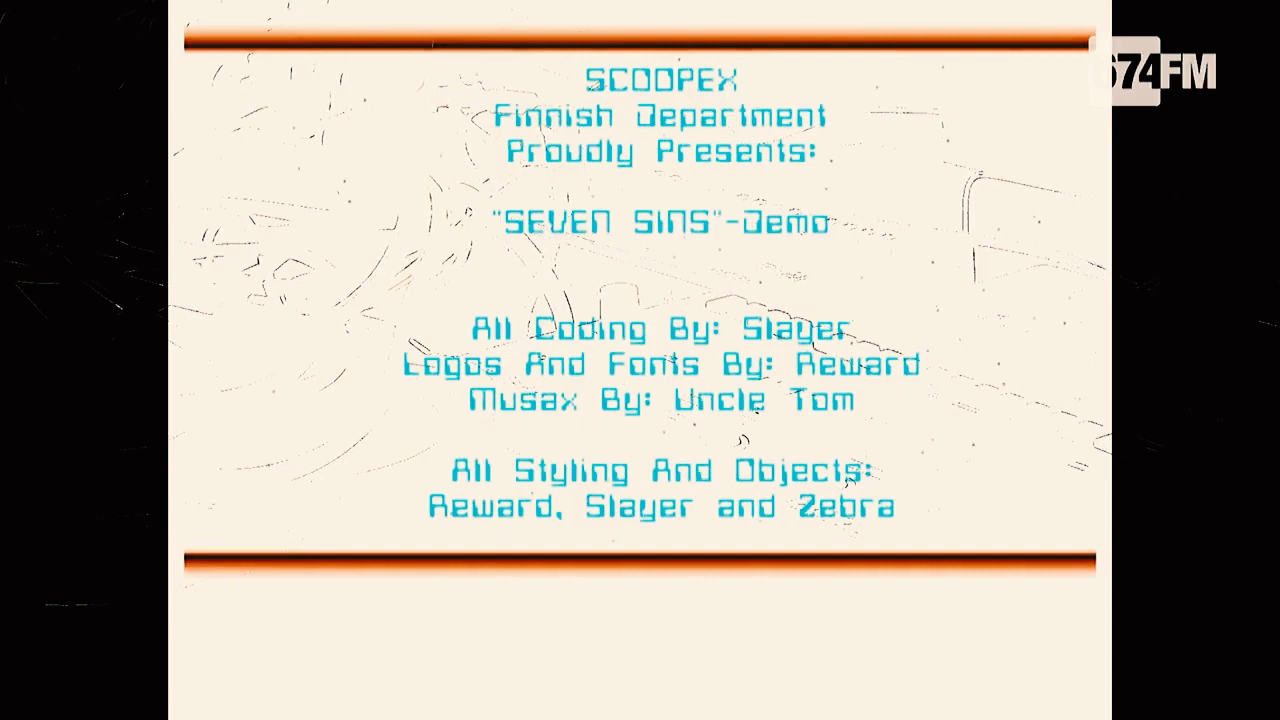 674FM
SCOOPEX
Finnish Department
Proudly Presents:
"SEVEN SINS"-Demo
All Coding By: Slayer
Logos And Fonts By: Reward
Musax By: Uncle Tom
All Styling And Objects:
Reward, Slayer and Zebra